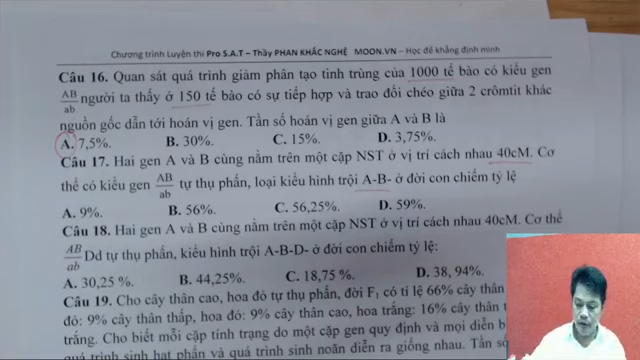 Chương trình Luyện thi Pro S.A.T – Thầy PHAN KHẮC NGHỆ MOON.VN – Học để khẳng định mình
Câu 16. Quan sát quá trình giảm phân tạo tinh trùng của 1000 tế bào có kiểu gen
AB/ab người ta thấy ở 150 tế bào có sự tiếp hợp và trao đổi chéo giữa 2 crômtit khác
nguồn gốc dẫn tới hoán vị gen. Tần số hoán vị gen giữa A và B là
A. 7,5%. B. 30%. C. 15%. D. 3,75%.
Câu 17. Hai gen A và B cùng nằm trên một cặp NST ở vị trí cách nhau 40cM. Cơ
thể có kiểu gen AB/ab tự thụ phấn, loại kiểu hình trội A-B- ở đời con chiếm tỷ lệ
A. 9%. B. 56%. C. 56,25%. D. 59%.
Câu 18. Hai gen A và B cùng nằm trên một cặp NST ở vị trí cách nhau 40cM. Cơ thể
AB/ab Dd tự thụ phấn, kiểu hình trội A-B-D- ở đời con chiếm tỷ lệ:
A. 30,25 %. B. 44,25%. C. 18,75 %. D. 38, 94%.
Câu 19. Cho cây thân cao, hoa đỏ tự thụ phấn, đời F1 có tỉ lệ 66% cây thân
đỏ: 9% cây thân thấp, hoa đỏ: 9% cây thân cao, hoa trắng: 16% cây thân
trắng. Cho biết mỗi cặp tính trạng do một cặp gen quy định và mọi diễn
quá trình sinh hạt phấn và quá trình sinh noãn diễn ra giống nhau. Tần số